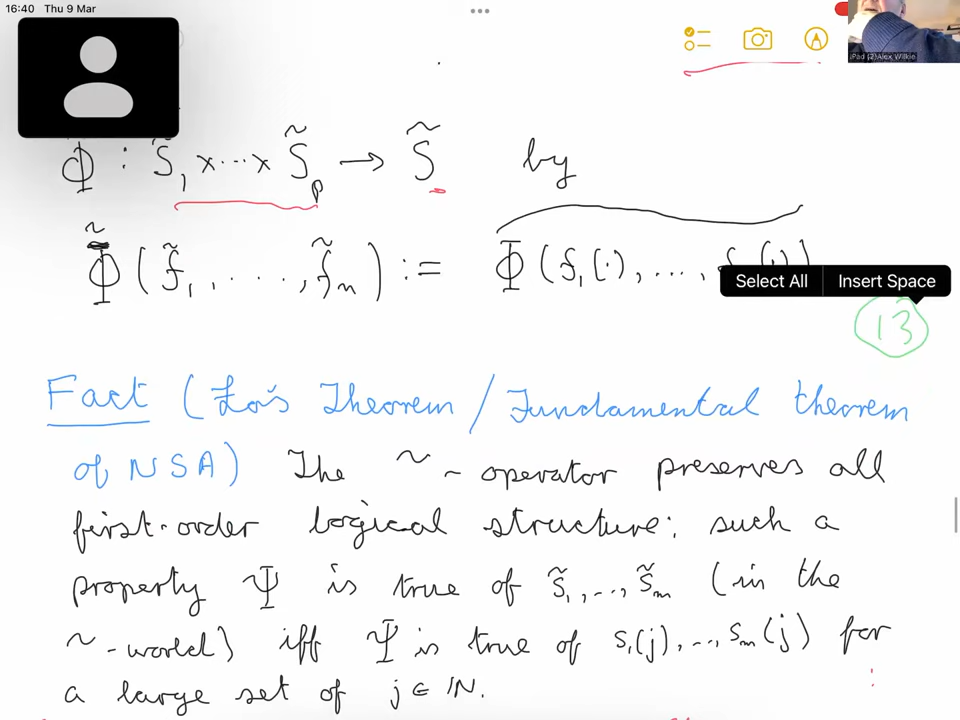 16:40 Thu 9 Mar
iPad (2)Alex Wilkie
Φ̃ : S̃₁ x⋯x S̃ₚ → S̃ by
Φ̃ ( f̃₁, . . . , f̃ₙ ) := Φ ( f₁(·), ..., f (·) )
Select All Insert Space
13
Fact (Łoś Theorem / Fundamental theorem
of NSA) The ~ - operator preserves all
first-order logical structure: such a
property Ψ is true of s̃₁, ..., s̃ₘ (in the
~ -world) iff Ψ is true of s₁(j), ..., sₘ(j) for
a large set of j ∈ ℕ.